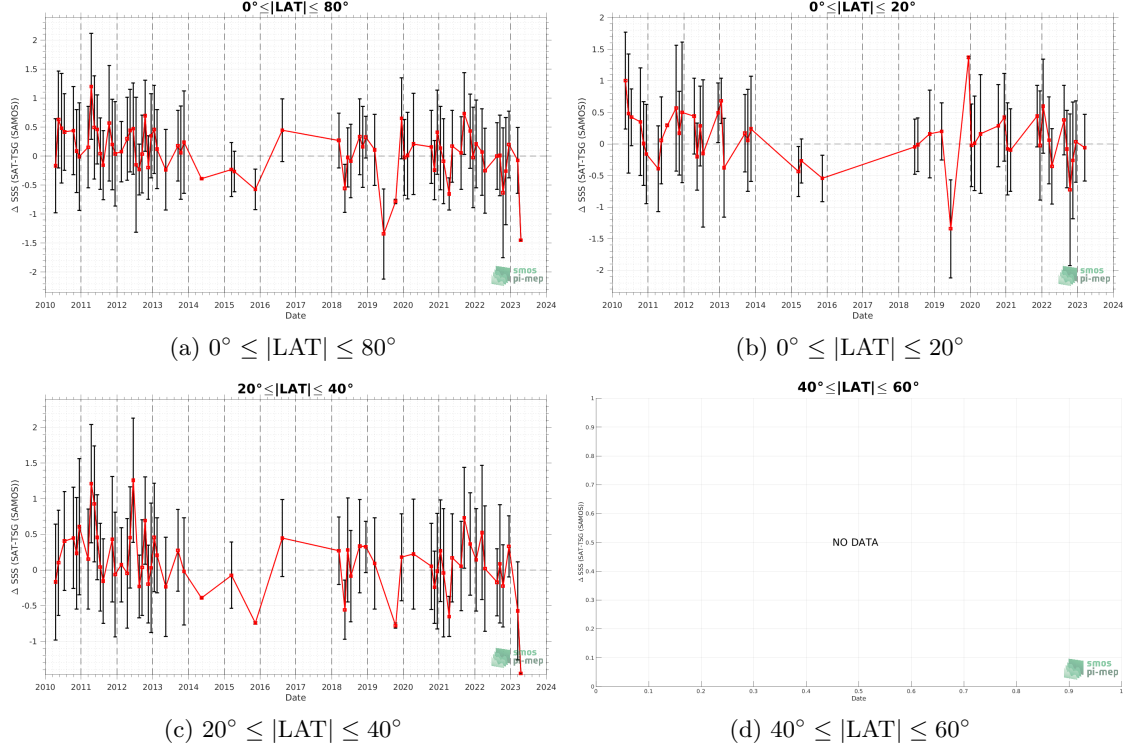 0°≤|LAT|≤ 80°
Δ SSS (SAT-TSG (SAMOS))
2
1.5
1
0.5
0
-0.5
-1
-1.5
-2
2010 2011 2012 2013 2014 2015 2016 2017 2018 2019 2020 2021 2022 2023 2024
Date
smos
pi-mep
(a) 0° ≤ |LAT| ≤ 80°
0°≤|LAT|≤ 20°
Δ SSS (SAT-TSG (SAMOS))
2
1.5
1
0.5
0
-0.5
-1
-1.5
-2
2010 2011 2012 2013 2014 2015 2016 2017 2018 2019 2020 2021 2022 2023 2024
Date
smos
pi-mep
(b) 0° ≤ |LAT| ≤ 20°
20°≤|LAT|≤ 40°
Δ SSS (SAT-TSG (SAMOS))
2
1.5
1
0.5
0
-0.5
-1
2010 2011 2012 2013 2014 2015 2016 2017 2018 2019 2020 2021 2022 2023 2024
Date
smos
pi-mep
(c) 20° ≤ |LAT| ≤ 40°
40°≤|LAT|≤ 60°
Δ SSS (SAT-TSG (SAMOS))
1
0.9
0.8
0.7
0.6
0.5
0.4
0.3
0.2
0.1
0
NO DATA
0 0.1 0.2 0.3 0.4 0.5 0.6 0.7 0.8 0.9 1
Date
smos
pi-mep
(d) 40° ≤ |LAT| ≤ 60°